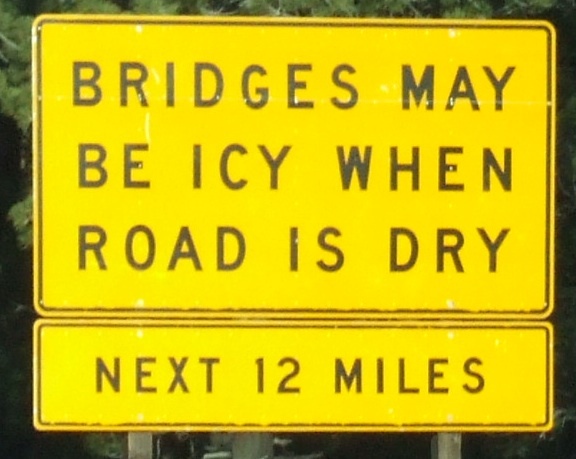 BRIDGES MAY
BE ICY WHEN
ROAD IS DRY
NEXT 12 MILES